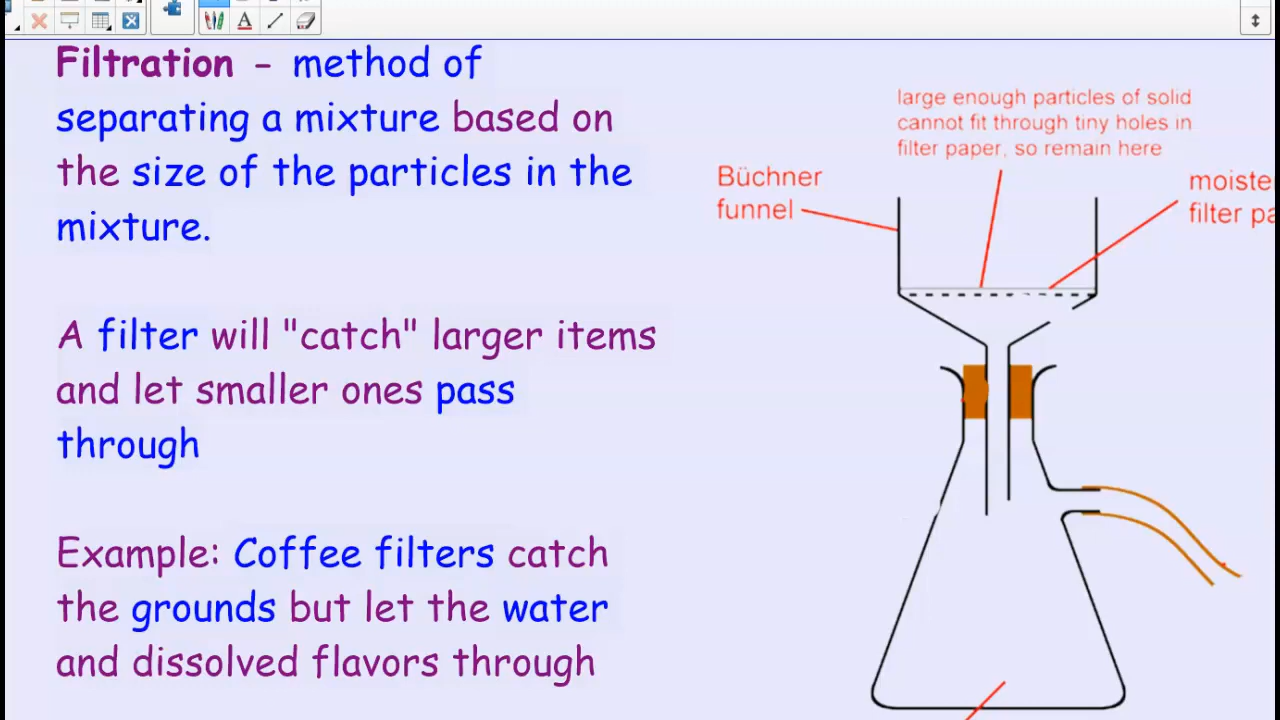 Filtration - method of
separating a mixture based on
the size of the particles in the
mixture.
A filter will "catch" larger items
and let smaller ones pass
through
Example: Coffee filters catch
the grounds but let the water
and dissolved flavors through
large enough particles of solid
cannot fit through tiny holes in
filter paper, so remain here
Büchner
funnel
moiste
filter pa